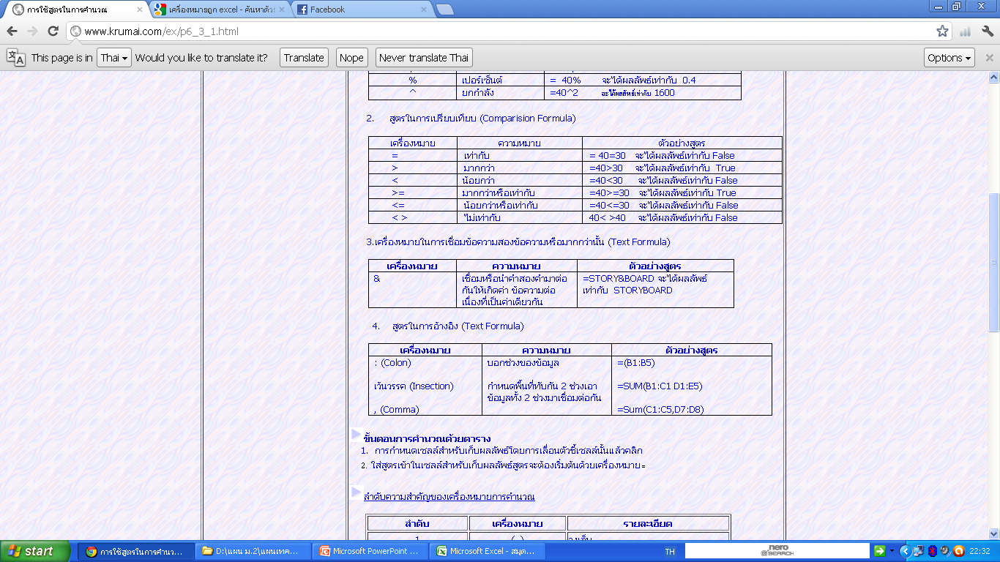 การใช้สูตรในการคำนวณ
เครื่องหมายถูก excel - ค้นหาด้วย
Facebook
www.krumai.com/ex/p6_3_1.html
This page is in Thai Would you like to translate it? Translate Nope Never translate Thai Options
% เปอร์เซ็นต์ = 40% จะได้ผลลัพธ์เท่ากับ 0.4
^ ยกกำลัง =40^2 จะได้ผลลัพธ์เท่ากับ 1600
2. สูตรในการเปรียบเทียบ (Comparision Formula)
เครื่องหมาย ความหมาย ตัวอย่างสูตร
= เท่ากับ = 40=30 จะได้ผลลัพธ์เท่ากับ False
> มากกว่า =40>30 จะได้ผลลัพธ์เท่ากับ True
< น้อยกว่า =40<30 จะได้ผลลัพธ์เท่ากับ False
>= มากกว่าหรือเท่ากับ =40>=30 จะได้ผลลัพธ์เท่ากับ True
<= น้อยกว่าหรือเท่ากับ =40<=30 จะได้ผลลัพธ์เท่ากับ False
< > ไม่เท่ากับ 40< >40 จะได้ผลลัพธ์เท่ากับ False
3.เครื่องหมายในการเชื่อมข้อความสองข้อความหรือมากกว่านั้น (Text Formula)
เครื่องหมาย ความหมาย ตัวอย่างสูตร
& เชื่อมหรือนำคำสองคำมาต่อ =STORY&BOARD จะได้ผลลัพธ์
กันให้เกิดค่า ข้อความต่อ เท่ากับ STORYBOARD
เนื่องที่เป็นค่าเดียวกัน
4. สูตรในการอ้างอิง (Text Formula)
เครื่องหมาย ความหมาย ตัวอย่างสูตร
: (Colon) บอกช่วงของข้อมูล =(B1:B5)
เว้นวรรค (Insection) กำหนดพื้นที่ทับกัน 2 ช่วงเอา =SUM(B1:C1 D1:E5)
ข้อมูลทั้ง 2 ช่วงมาเชื่อมต่อกัน
, (Comma) =Sum(C1:C5,D7:D8)
ขั้นตอนการคำนวณด้วยตาราง
1. การกำหนดเซลล์สำหรับเก็บผลลัพธ์โดยการเลื่อนตัวชี้เซลล์นั้นแล้วคลิก
2. ใส่สูตรเข้าในเซลล์สำหรับเก็บผลลัพธ์สูตรจะต้องเริ่มต้นด้วยเครื่องหมาย =
ลำดับความสำคัญของเครื่องหมายการคำนวณ
ลำดับ เครื่องหมาย รายละเอียด
1 ( ) วงเล็บ
start
การใช้สูตรในการคำนว...
D:\แผน ม.2\แผนเทค...
Microsoft PowerPoint ...
Microsoft Excel - สมุด...
TH
nero SEARCH
22:32